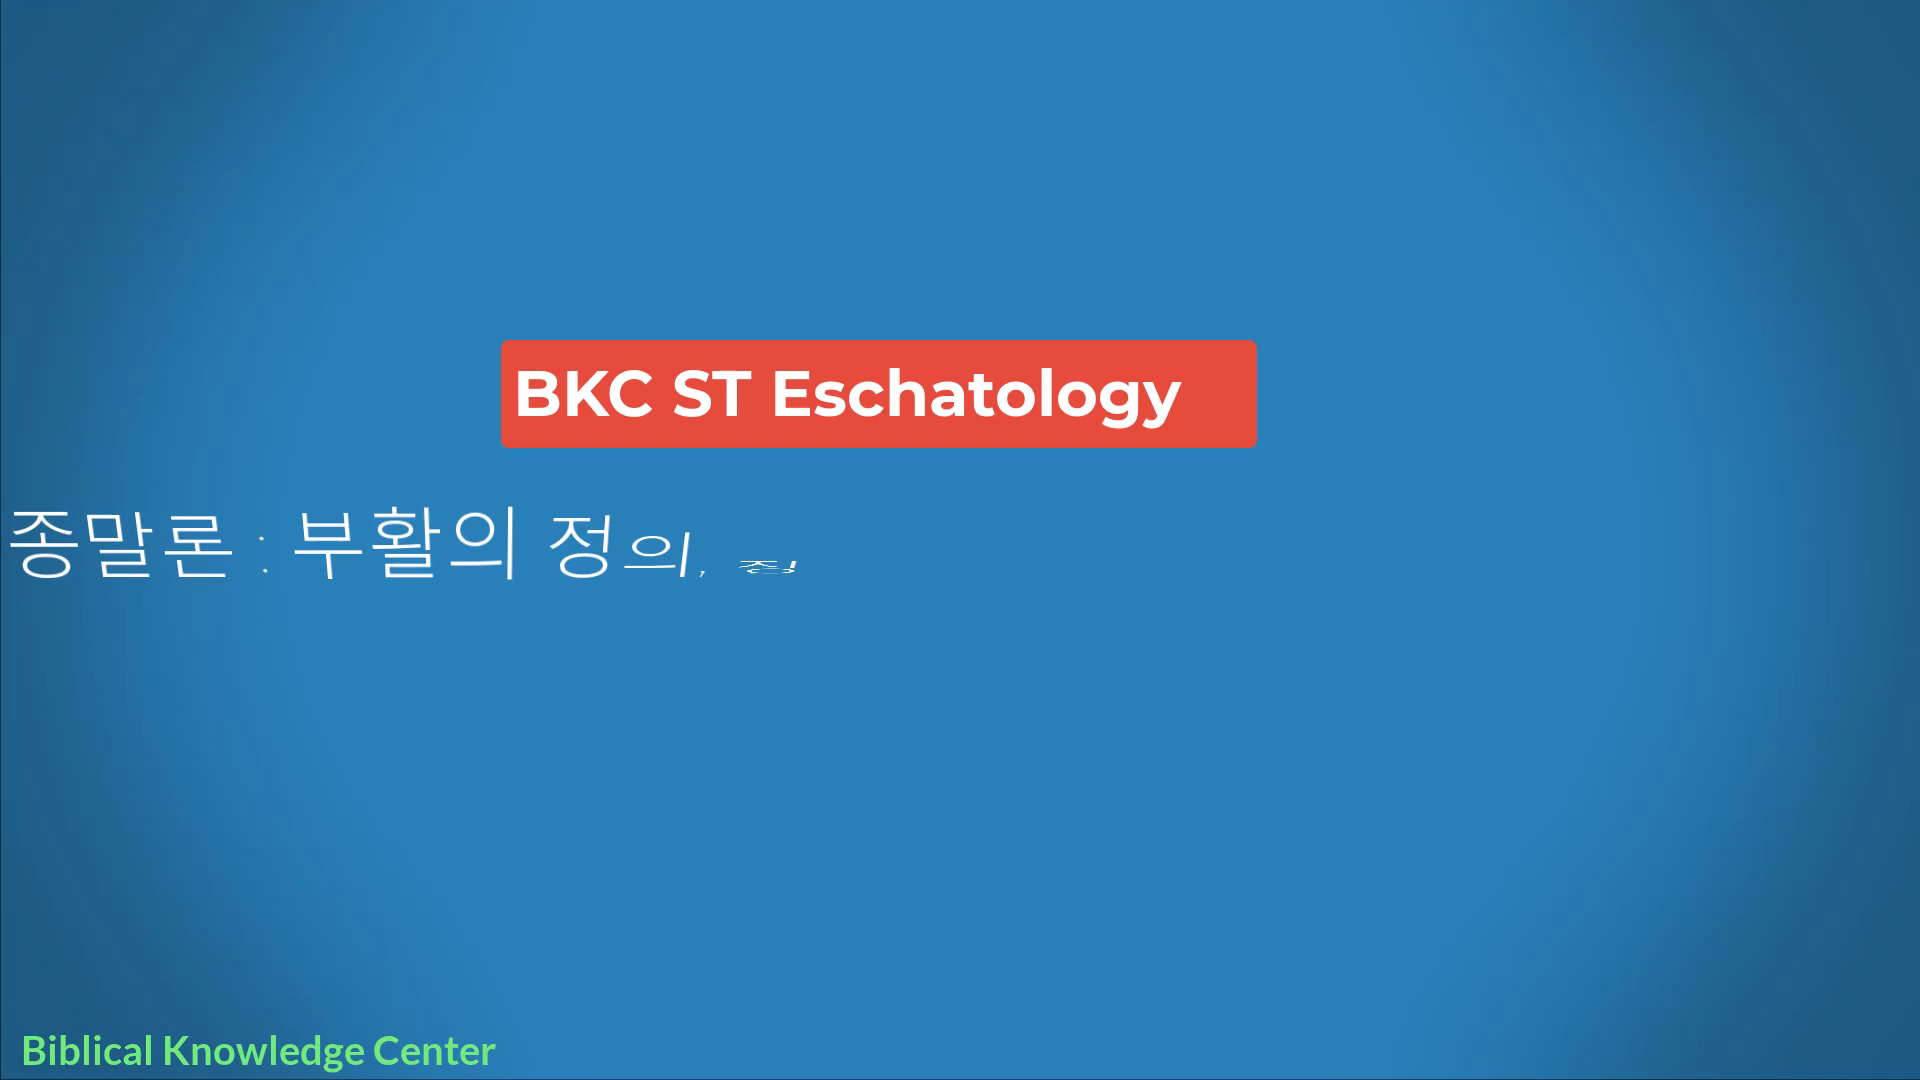 BKC ST Eschatology
종말론 : 부활의 정의,
Biblical Knowledge Center